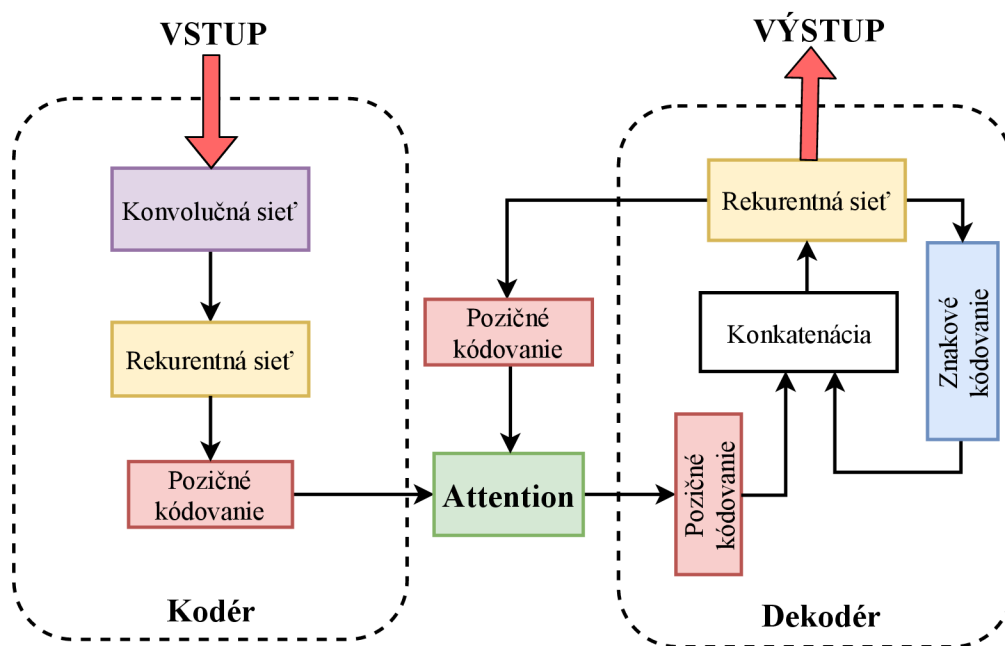 VSTUP
Konvolučná sieť
Rekurentná sieť
Pozičné
kódovanie
Kodér
Pozičné
kódovanie
Attention
VÝSTUP
Rekurentná sieť
Konkatenácia
Znakové
kódovanie
Pozičné
kódovanie
Dekodér